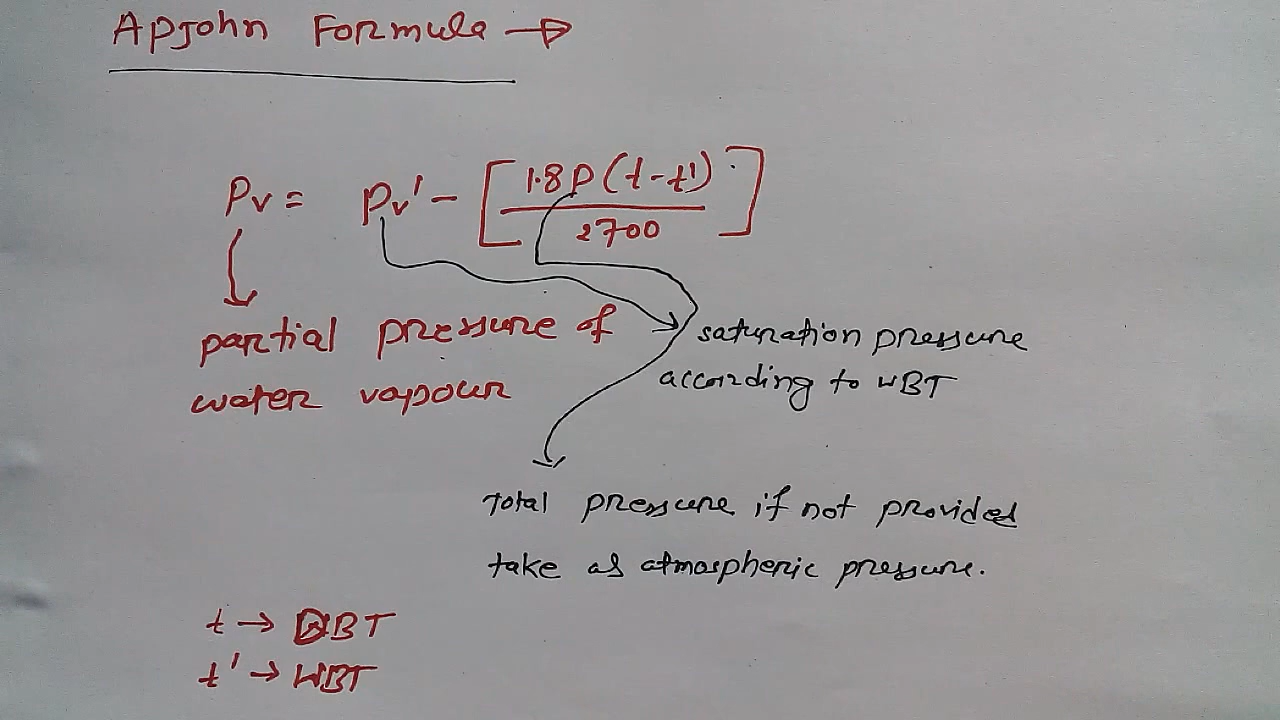 Apjohn Formula →
Pv = Pv' - [1.8P(t-t')/2700]
partial pressure of
water vapour
saturation pressure
according to WBT
Total pressure if not provided
take as atmospheric pressure.
t → DBT
t' → WBT